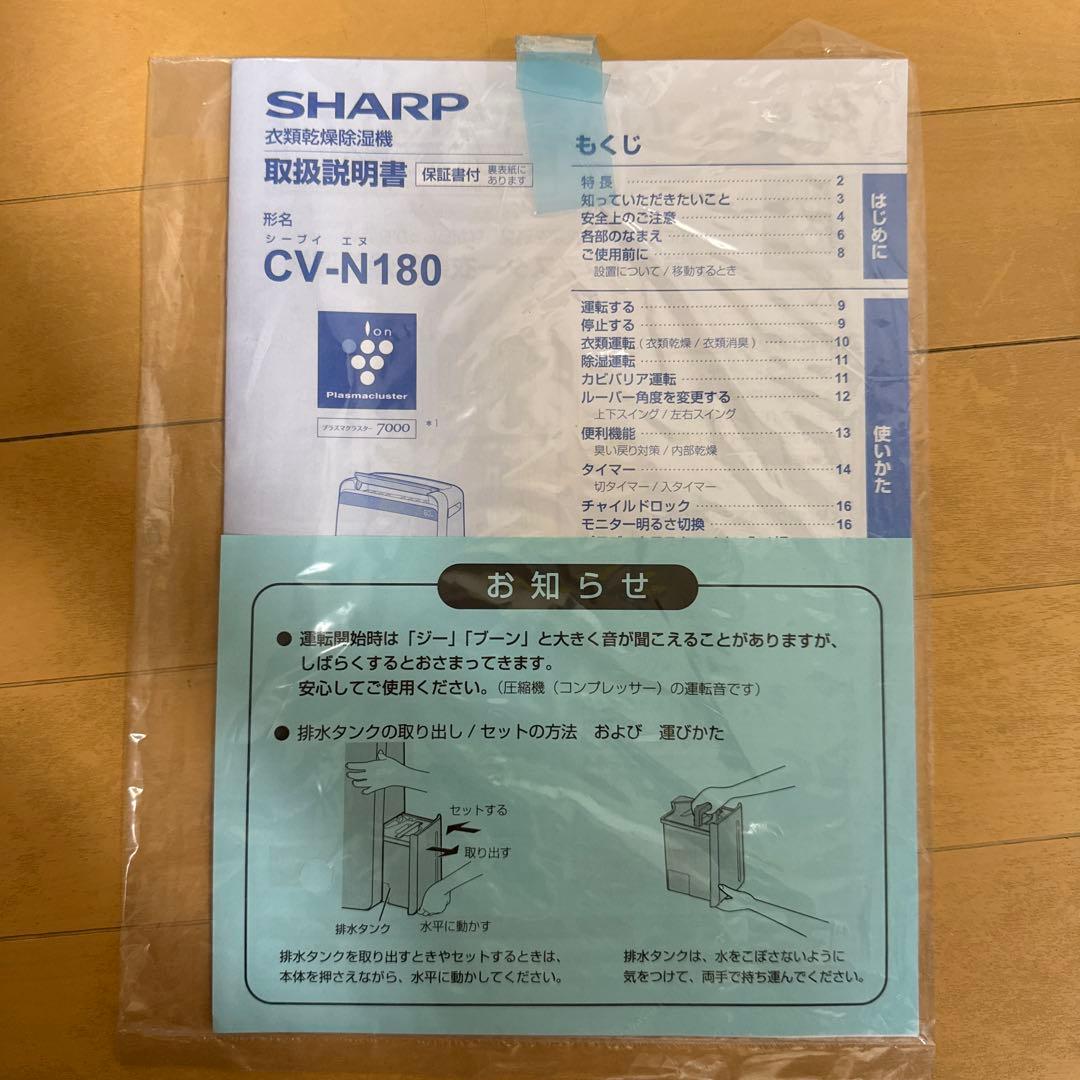 SHARP
衣類乾燥除湿機
取扱説明書 保証書付 裏表紙にあります
形名
シーブイ エヌ
CV-N180
Ion
Plasmacluster
プラズマクラスター 7000 *1
もくじ
特長 2
知っていただきたいこと 3
安全上のご注意 4
各部のなまえ 6
ご使用前に 8
設置について / 移動するとき
はじめに
運転する 9
停止する 9
衣類運転 ( 衣類乾燥 / 衣類消臭 ) 10
除湿運転 11
カビバリア運転 11
ルーバー角度を変更する 12
上下スイング / 左右スイング
便利機能 13
臭い戻り対策 / 内部乾燥
タイマー 14
切タイマー / 入タイマー
チャイルドロック 16
モニター明るさ切換 16
使いかた
お知らせ
● 運転開始時は「ジー」「ブーン」と大きく音が聞こえることがありますが、
しばらくするとおさまってきます。
安心してご使用ください。(圧縮機（コンプレッサー）の運転音です)
● 排水タンクの取り出し / セットの方法 および 運びかた
セットする
取り出す
排水タンク
水平に動かす
排水タンクを取り出すときやセットするときは、
本体を押さえながら、水平に動かしてください。
排水タンクは、水をこぼさないように
気をつけて、両手で持ち運んでください。